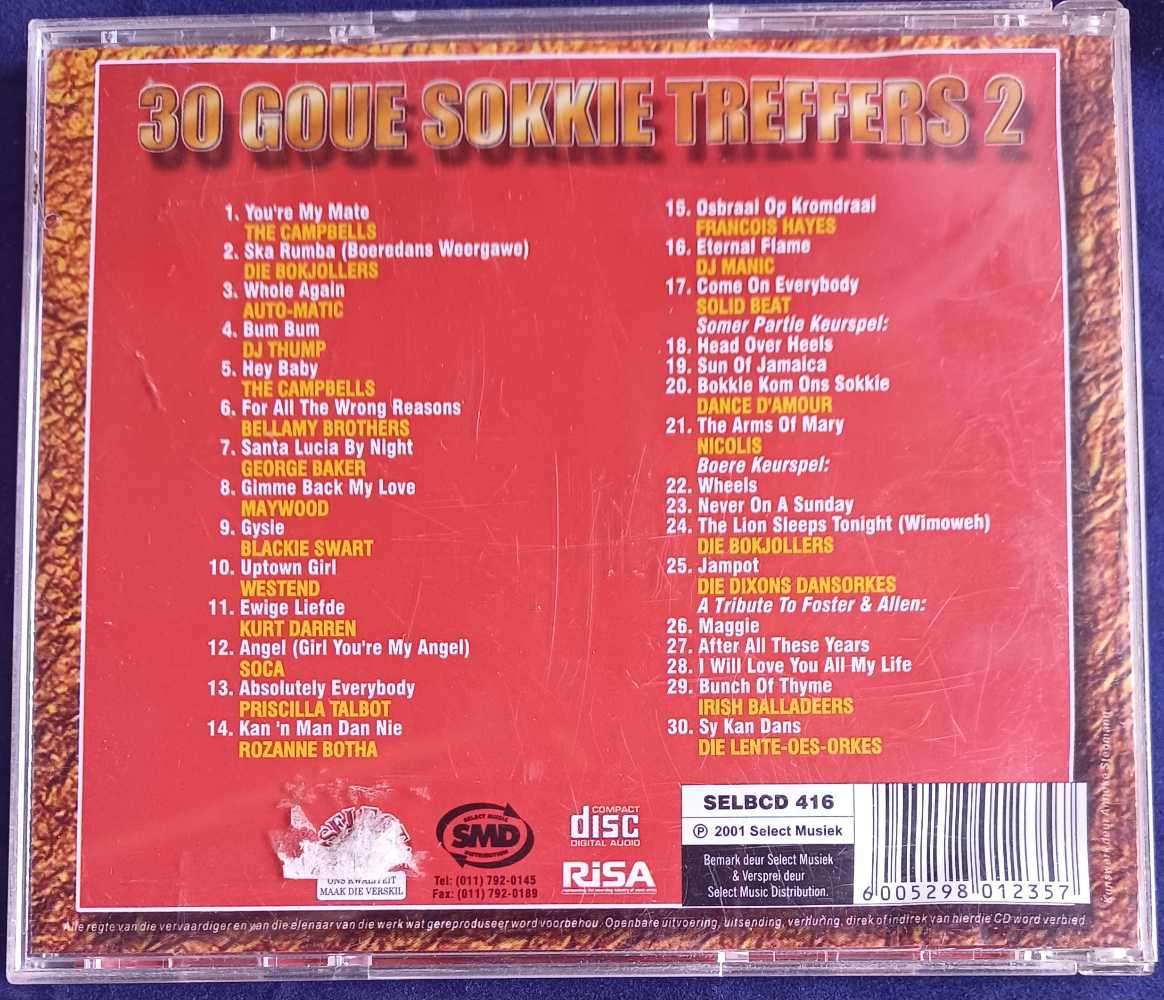 30 GOUE SOKKIE TREFFERS 2
1. You're My Mate
THE CAMPBELLS
2. Ska Rumba (Boeredans Weergawe)
DIE BOKJOLLERS
3. Whole Again
AUTO-MATIC
4. Bum Bum
DJ THUMP
5. Hey Baby
THE CAMPBELLS
6. For All The Wrong Reasons
BELLAMY BROTHERS
7. Santa Lucia By Night
GEORGE BAKER
8. Gimme Back My Love
MAYWOOD
9. Gysie
BLACKIE SWART
10. Uptown Girl
WESTEND
11. Ewige Liefde
KURT DARREN
12. Angel (Girl You're My Angel)
SOCA
13. Absolutely Everybody
PRISCILLA TALBOT
14. Kan 'n Man Dan Nie
ROZANNE BOTHA
15. Osbraai Op Kromdraai
FRANCOIS HAYES
16. Eternal Flame
DJ MANIC
17. Come On Everybody
SOLID BEAT
Somer Partie Keurspel:
18. Head Over Heels
19. Sun Of Jamaica
20. Bokkie Kom Ons Sokkie
DANCE D'AMOUR
21. The Arms Of Mary
NICOLIS
Boere Keurspel:
22. Wheels
23. Never On A Sunday
24. The Lion Sleeps Tonight (Wimoweh)
DIE BOKJOLLERS
25. Jampot
DIE DIXONS DANSORKES
A Tribute To Foster & Allen:
26. Maggie
27. After All These Years
28. I Will Love You All My Life
29. Bunch Of Thyme
IRISH BALLADEERS
30. Sy Kan Dans
DIE LENTE-OES-ORKES
ONS KWALITEIT
MAAK DIE VERSKIL
SELECT MUSIC
SMD
DISTRIBUTION
Tel: (011) 792-0145
Fax: (011) 792-0189
COMPACT
disc
DIGITAL AUDIO
RiSA
SELBCD 416
℗ 2001 Select Musiek
Bemark deur Select Musiek
& Versprei deur
Select Music Distribution.
6 005298 012357
Alle regte van die vervaardiger en van die eienaar van die werk wat gereproduseer word voorbehou. Openbare uitvoering, uitsending, verhuring, direk of indirek van hierdie CD word verbied.